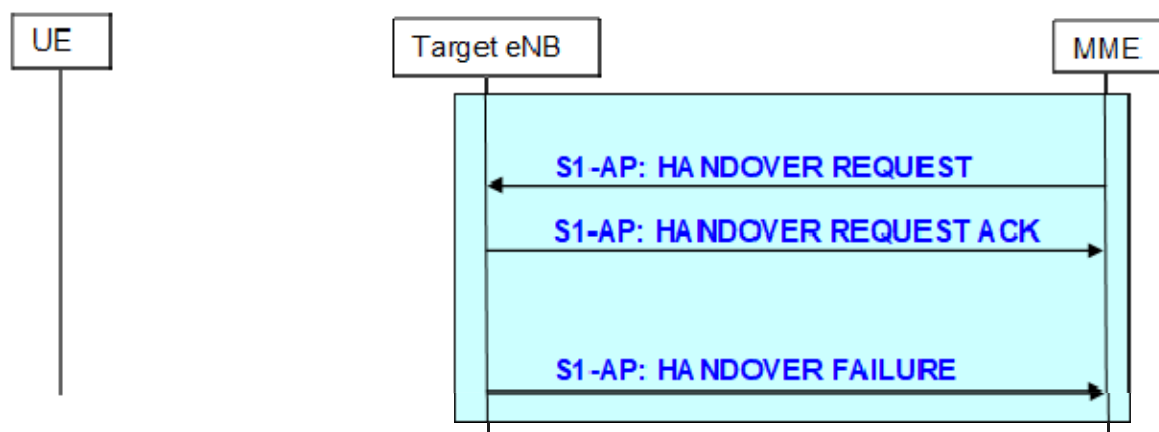 UE
Target eNB
MME
S1-AP: HANDOVER REQUEST
S1-AP: HANDOVER REQUEST ACK
S1-AP: HANDOVER FAILURE